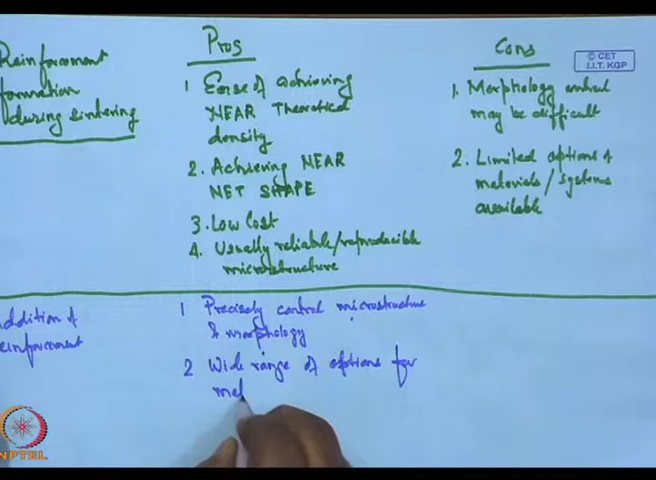 Reinforcement
formation
during sintering
Pros
1 Ease of achieving
NEAR Theoretical
density
2. Achieving NEAR
NET SHAPE
3. Low Cost
4. Usually reliable/reproducible
microstructure
Cons
© CET
I.I.T. KGP
1. Morphology control
may be difficult
2. Limited options of
materials/systems
available
addition of
reinforcement
1 Precisely control microstructure
& morphology
2 Wide range of options for
mat
NPTEL